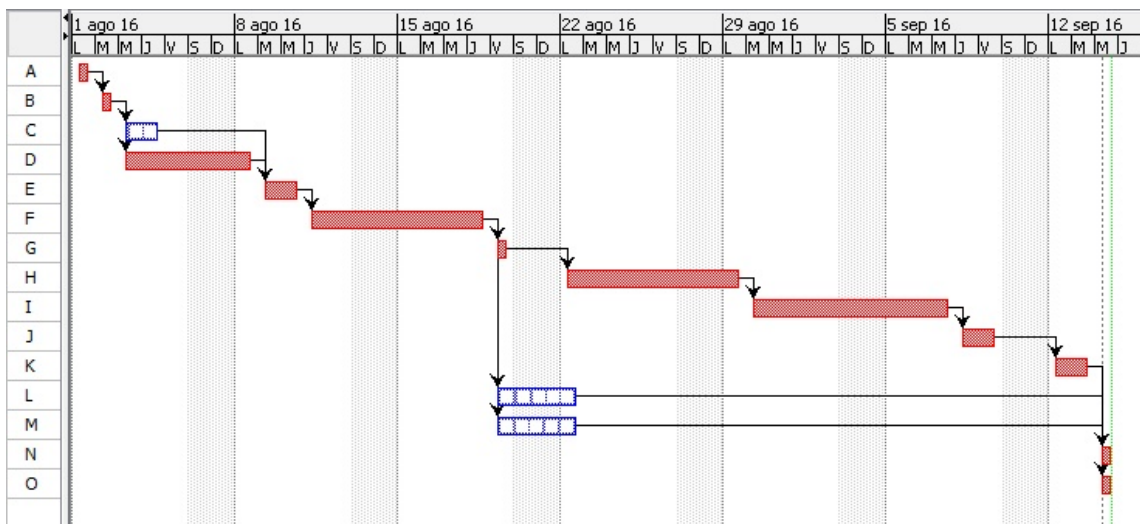 1 ago 16 8 ago 16 15 ago 16 22 ago 16 29 ago 16 5 sep 16 12 sep 16
L M M J V S D L M M J V S D L M M J V S D L M M J V S D L M M J V S D L M M J V S D L M M J
A
B
C
D
E
F
G
H
I
J
K
L
M
N
O